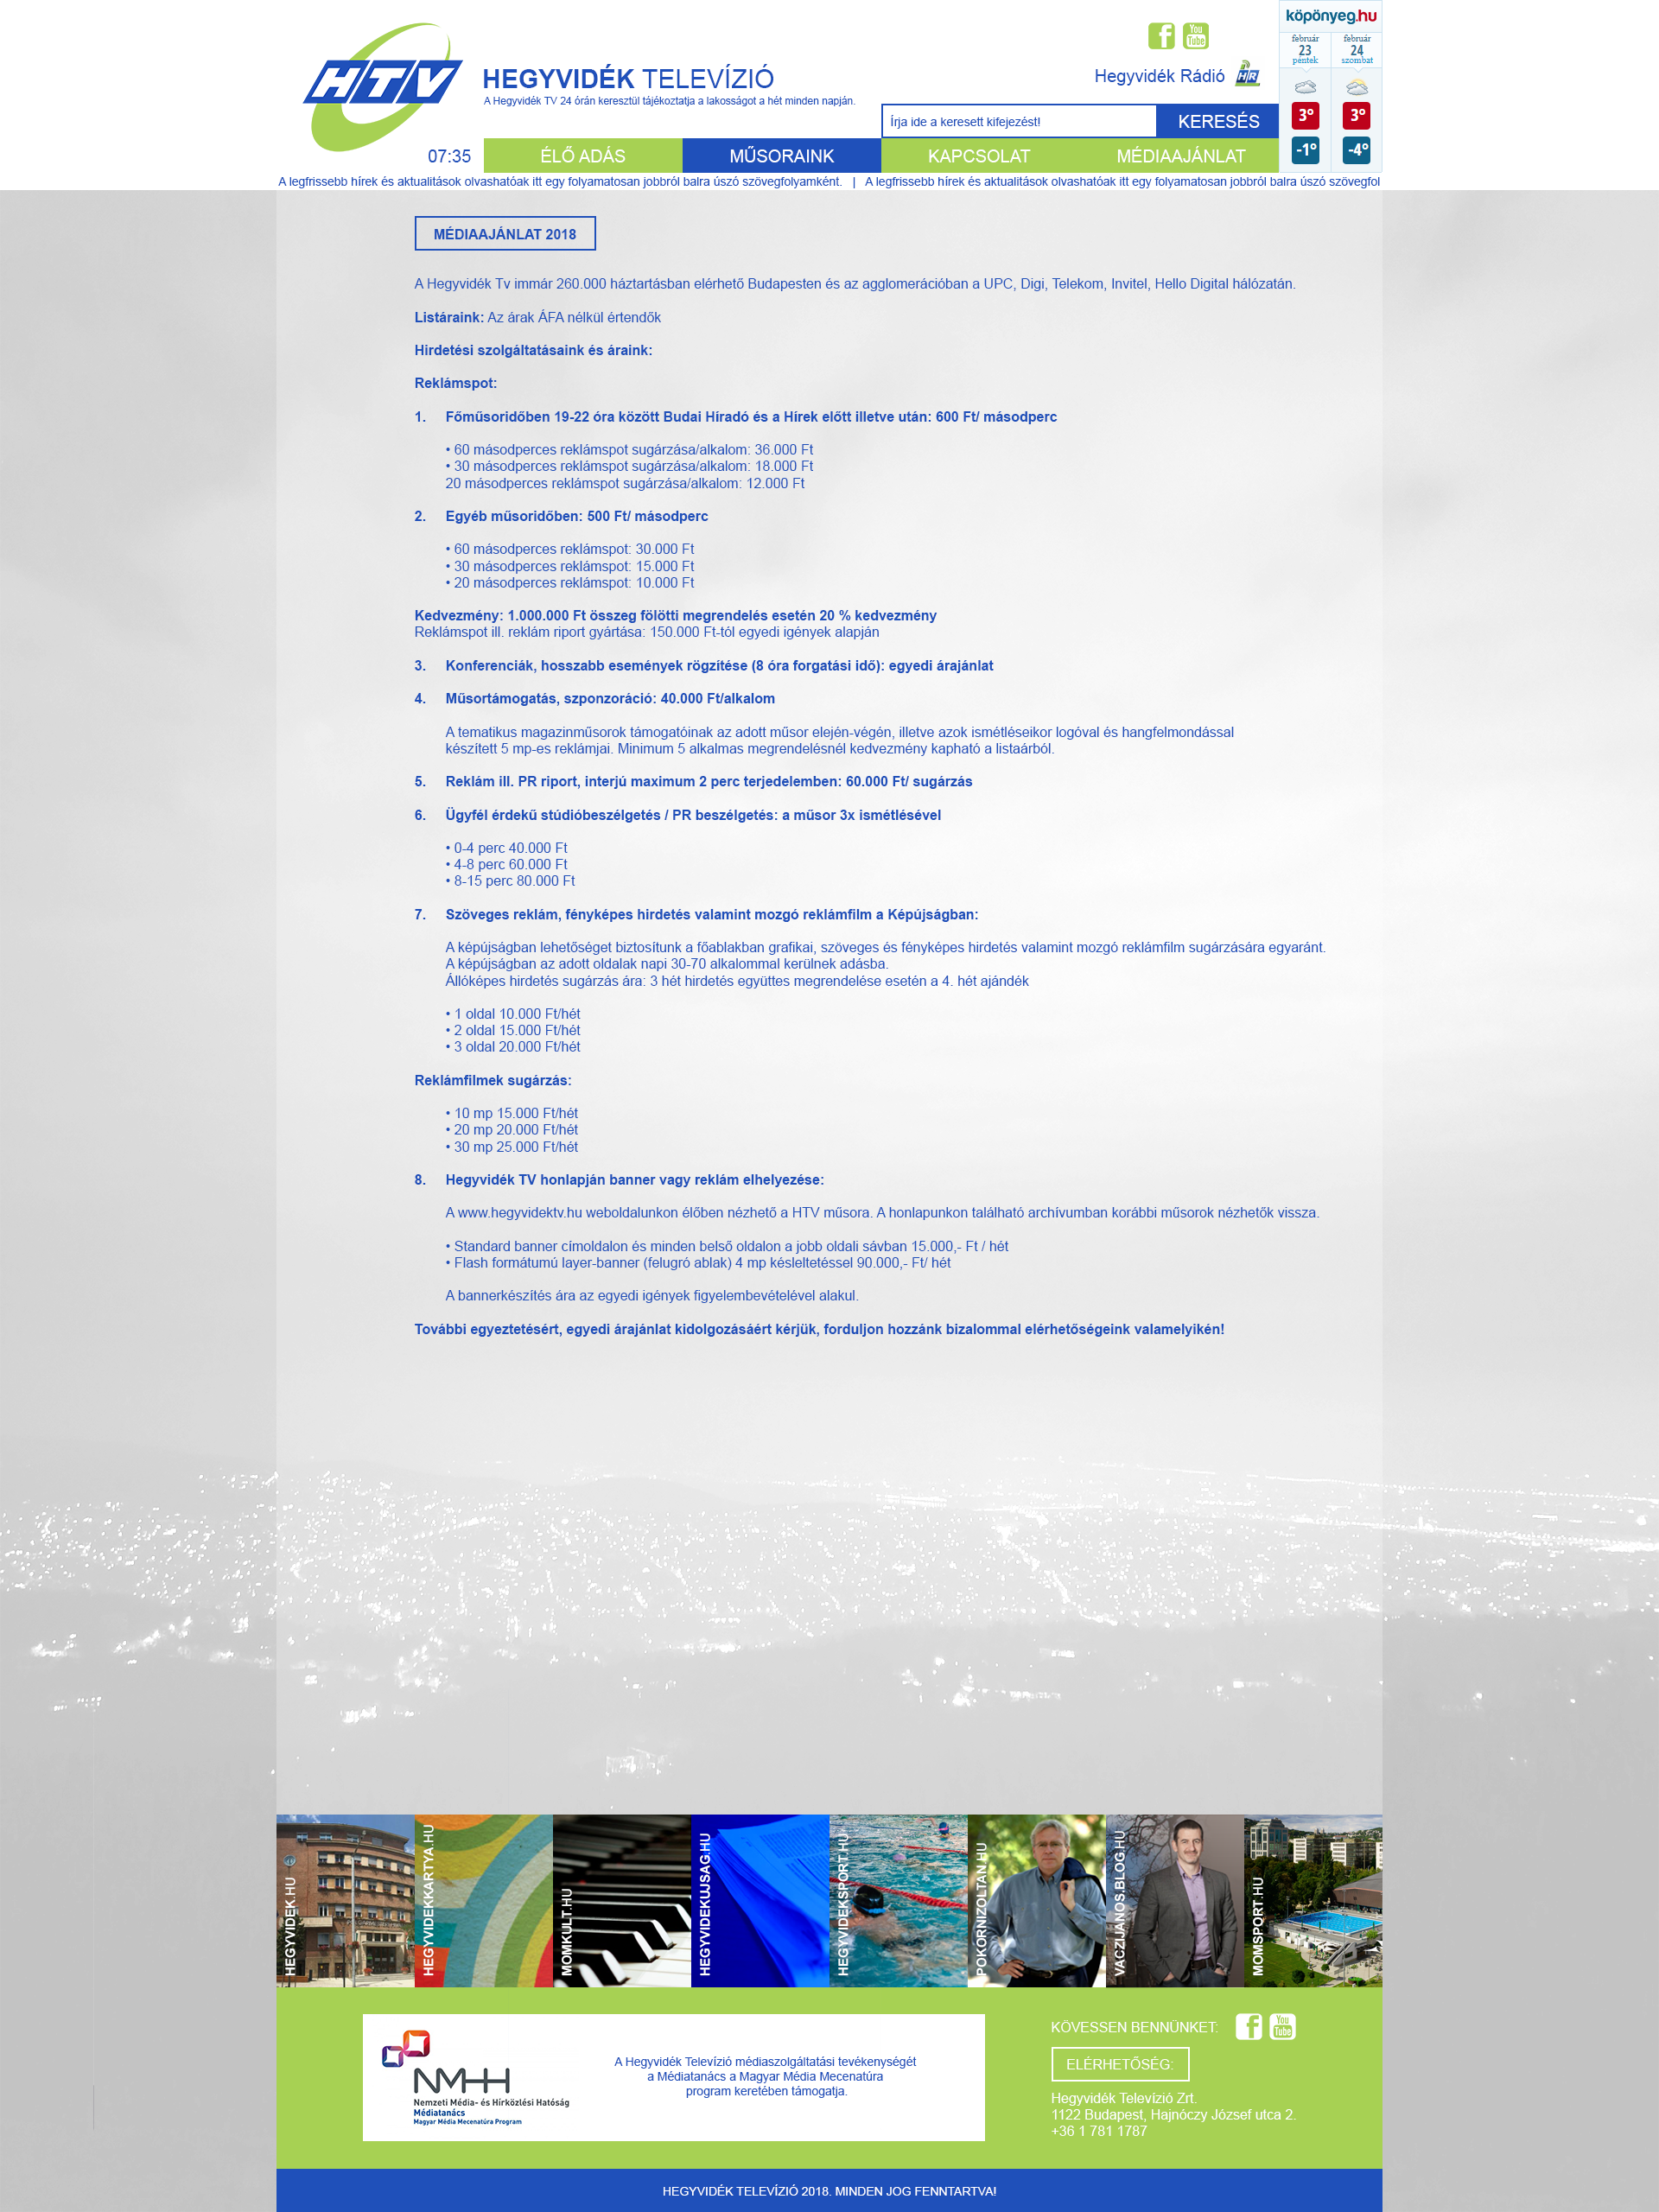 HTV
HEGYVIDÉK TELEVÍZIÓ
A Hegyvidék TV 24 órán keresztül tájékoztatja a lakosságot a hét minden napján.
You Tube
Hegyvidék Rádió HR
Írja ide a keresett kifejezést! KERESÉS
07:35 ÉLŐ ADÁS MŰSORAINK KAPCSOLAT MÉDIAAJÁNLAT
köpönyeg.hu
február február
23 24
péntek szombat
3° 3°
-1° -4°
A legfrissebb hírek és aktualitások olvashatóak itt egy folyamatosan jobbról balra úszó szövegfolyamként. | A legfrissebb hírek és aktualitások olvashatóak itt egy folyamatosan jobbról balra úszó szövegfol
MÉDIAAJÁNLAT 2018
A Hegyvidék Tv immár 260.000 háztartásban elérhető Budapesten és az agglomerációban a UPC, Digi, Telekom, Invitel, Hello Digital hálózatán.
Listáraink: Az árak ÁFA nélkül értendők
Hirdetési szolgáltatásaink és áraink:
Reklámspot:
1. Főműsoridőben 19-22 óra között Budai Híradó és a Hírek előtt illetve után: 600 Ft/ másodperc
• 60 másodperces reklámspot sugárzása/alkalom: 36.000 Ft
• 30 másodperces reklámspot sugárzása/alkalom: 18.000 Ft
20 másodperces reklámspot sugárzása/alkalom: 12.000 Ft
2. Egyéb műsoridőben: 500 Ft/ másodperc
• 60 másodperces reklámspot: 30.000 Ft
• 30 másodperces reklámspot: 15.000 Ft
• 20 másodperces reklámspot: 10.000 Ft
Kedvezmény: 1.000.000 Ft összeg fölötti megrendelés esetén 20 % kedvezmény
Reklámspot ill. reklám riport gyártása: 150.000 Ft-tól egyedi igények alapján
3. Konferenciák, hosszabb események rögzítése (8 óra forgatási idő): egyedi árajánlat
4. Műsortámogatás, szponzoráció: 40.000 Ft/alkalom
A tematikus magazinműsorok támogatóinak az adott műsor elején-végén, illetve azok ismétléseikor logóval és hangfelmondással
készített 5 mp-es reklámjai. Minimum 5 alkalmas megrendelésnél kedvezmény kapható a listaárból.
5. Reklám ill. PR riport, interjú maximum 2 perc terjedelemben: 60.000 Ft/ sugárzás
6. Ügyfél érdekű stúdióbeszélgetés / PR beszélgetés: a műsor 3x ismétlésével
• 0-4 perc 40.000 Ft
• 4-8 perc 60.000 Ft
• 8-15 perc 80.000 Ft
7. Szöveges reklám, fényképes hirdetés valamint mozgó reklámfilm a Képújságban:
A képújságban lehetőséget biztosítunk a főablakban grafikai, szöveges és fényképes hirdetés valamint mozgó reklámfilm sugárzására egyaránt.
A képújságban az adott oldalak napi 30-70 alkalommal kerülnek adásba.
Állóképes hirdetés sugárzás ára: 3 hét hirdetés együttes megrendelése esetén a 4. hét ajándék
• 1 oldal 10.000 Ft/hét
• 2 oldal 15.000 Ft/hét
• 3 oldal 20.000 Ft/hét
Reklámfilmek sugárzás:
• 10 mp 15.000 Ft/hét
• 20 mp 20.000 Ft/hét
• 30 mp 25.000 Ft/hét
8. Hegyvidék TV honlapján banner vagy reklám elhelyezése:
A www.hegyvidektv.hu weboldalunkon élőben nézhető a HTV műsora. A honlapunkon található archívumban korábbi műsorok nézhetők vissza.
• Standard banner címoldalon és minden belső oldalon a jobb oldali sávban 15.000,- Ft / hét
• Flash formátumú layer-banner (felugró ablak) 4 mp késleltetéssel 90.000,- Ft/ hét
A bannerkészítés ára az egyedi igények figyelembevételével alakul.
További egyeztetésért, egyedi árajánlat kidolgozásáért kérjük, forduljon hozzánk bizalommal elérhetőségeink valamelyikén!
HEGYVIDEK.HU
HEGYVIDEKKARTYA.HU
MOMKULT.HU
HEGYVIDEKUJSAG.HU
HEGYVIDEKSPORT.HU
POKORNIZOLTAN.HU
VACZIJANOS.BLOG.HU
MOMSPORT.HU
NMHH
Nemzeti Média- és Hírközlési Hatóság
Médiatanács
Magyar Média Mecenatúra Program
A Hegyvidék Televízió médiaszolgáltatási tevékenységét
a Médiatanács a Magyar Média Mecenatúra
program keretében támogatja.
KÖVESSEN BENNÜNKET: You Tube
ELÉRHETŐSÉG:
Hegyvidék Televízió Zrt.
1122 Budapest, Hajnóczy József utca 2.
+36 1 781 1787
HEGYVIDÉK TELEVÍZIÓ 2018. MINDEN JOG FENNTARTVA!